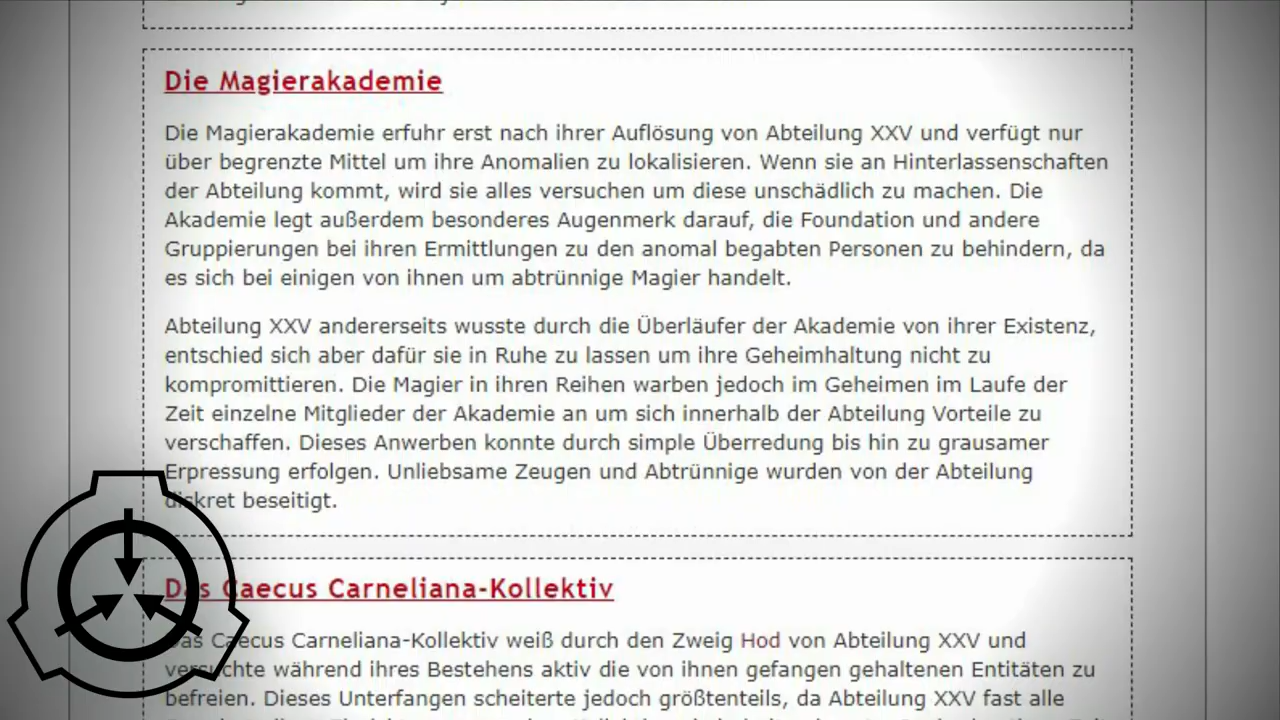 Die Magierakademie
Die Magierakademie erfuhr erst nach ihrer Auflösung von Abteilung XXV und verfügt nur
über begrenzte Mittel um ihre Anomalien zu lokalisieren. Wenn sie an Hinterlassenschaften
der Abteilung kommt, wird sie alles versuchen um diese unschädlich zu machen. Die
Akademie legt außerdem besonderes Augenmerk darauf, die Foundation und andere
Gruppierungen bei ihren Ermittlungen zu den anomal begabten Personen zu behindern, da
es sich bei einigen von ihnen um abtrünnige Magier handelt.
Abteilung XXV andererseits wusste durch die Überläufer der Akademie von ihrer Existenz,
entschied sich aber dafür sie in Ruhe zu lassen um ihre Geheimhaltung nicht zu
kompromittieren. Die Magier in ihren Reihen warben jedoch im Geheimen im Laufe der
Zeit einzelne Mitglieder der Akademie an um sich innerhalb der Abteilung Vorteile zu
verschaffen. Dieses Anwerben konnte durch simple Überredung bis hin zu grausamer
Erpressung erfolgen. Unliebsame Zeugen und Abtrünnige wurden von der Abteilung
diskret beseitigt.
Das Caecus Carneliana-Kollektiv
Das Caecus Carneliana-Kollektiv weiß durch den Zweig Hod von Abteilung XXV und
versuchte während ihres Bestehens aktiv die von ihnen gefangen gehaltenen Entitäten zu
befreien. Dieses Unterfangen scheiterte jedoch größtenteils, da Abteilung XXV fast alle